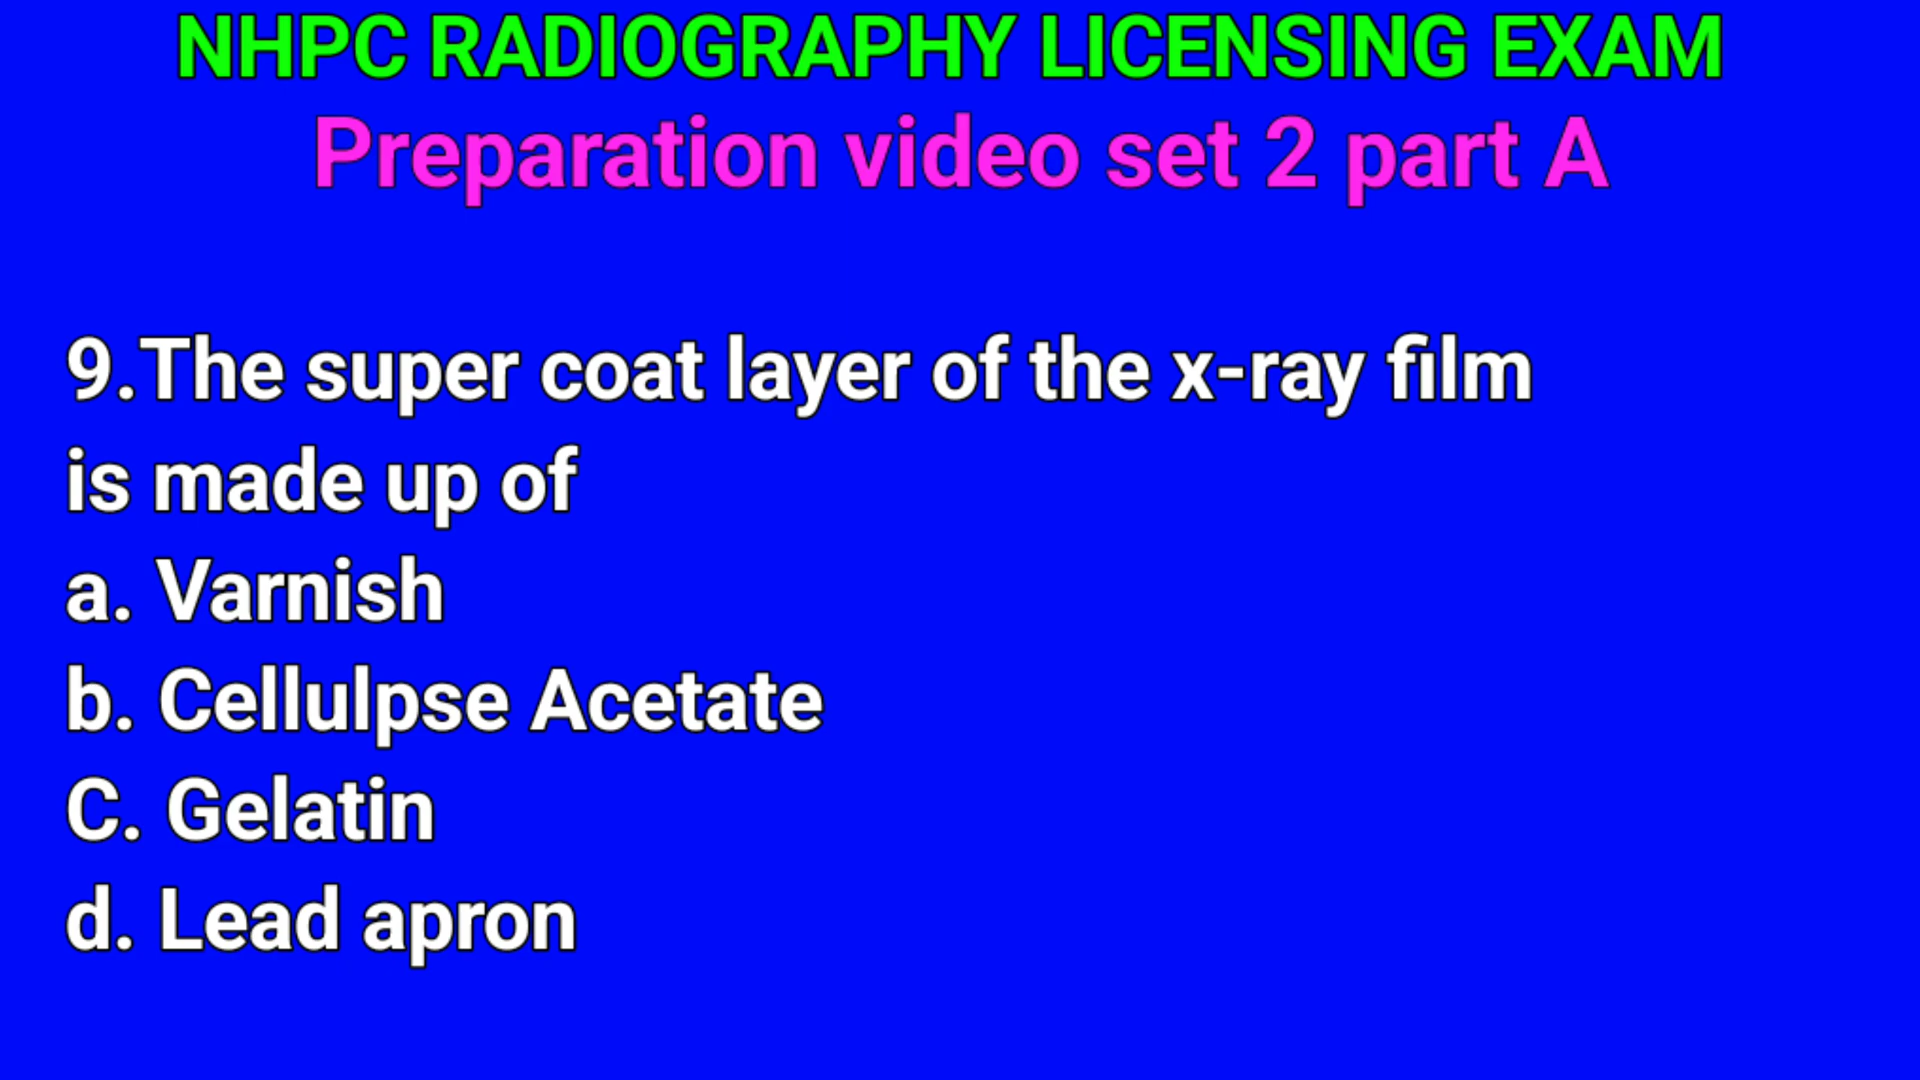 NHPC RADIOGRAPHY LICENSING EXAM
Preparation video set 2 part A
9.The super coat layer of the x-ray film
is made up of
a. Varnish
b. Cellulpse Acetate
C. Gelatin
d. Lead apron